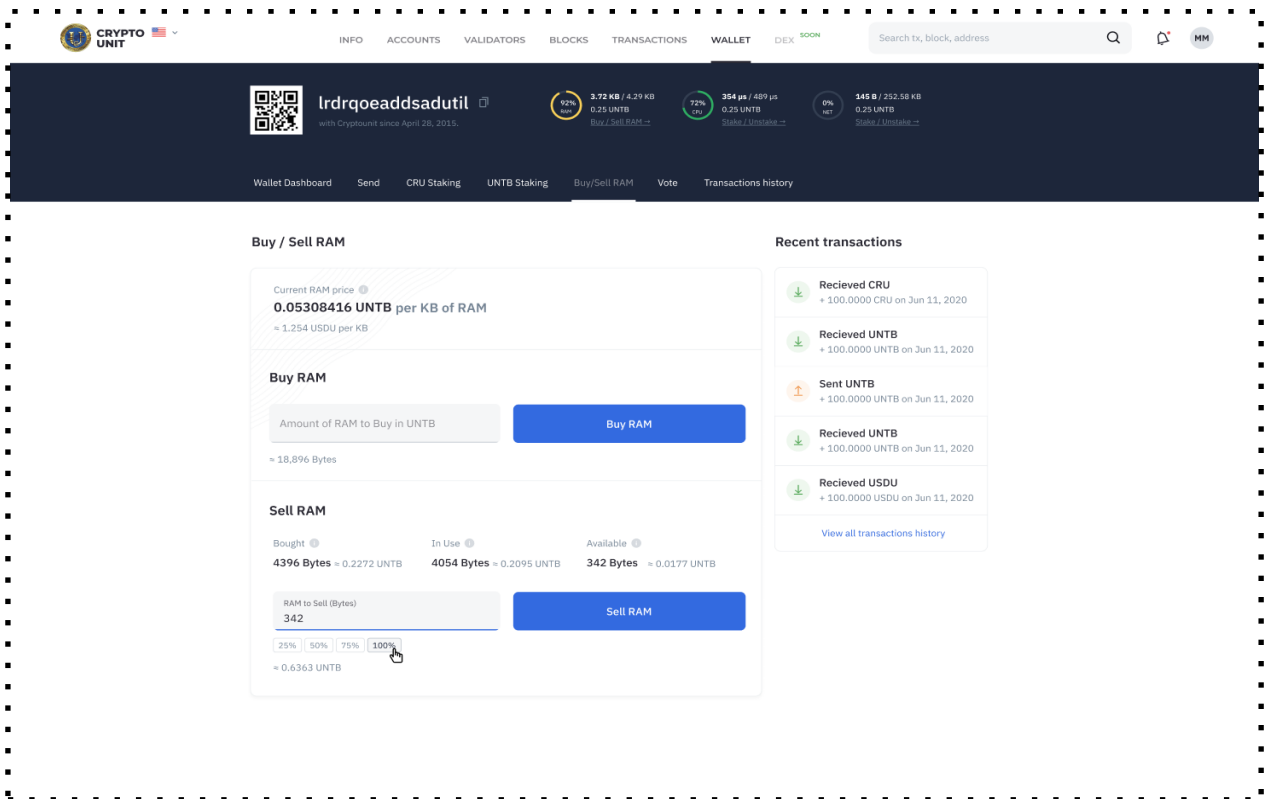 CRYPTO
UNIT
INFO ACCOUNTS VALIDATORS BLOCKS TRANSACTIONS WALLET DEX SOON
Search tx, block, address
MM
lrdrqoeaddsadutil
with Cryptounit since April 28, 2015.
92%
RAM
3.72 KB / 4.29 KB
0.25 UNTB
Buy / Sell RAM →
72%
CPU
354 µs / 489 µs
0.25 UNTB
Stake / Unstake →
0%
NET
145 B / 252.58 KB
0.25 UNTB
Stake / Unstake →
Wallet Dashboard Send CRU Staking UNTB Staking Buy/Sell RAM Vote Transactions history
Buy / Sell RAM
Current RAM price
0.05308416 UNTB per KB of RAM
≈ 1.254 USDU per KB
Buy RAM
Amount of RAM to Buy in UNTB
Buy RAM
≈ 18,896 Bytes
Sell RAM
Bought In Use Available
4396 Bytes ≈ 0.2272 UNTB 4054 Bytes ≈ 0.2095 UNTB 342 Bytes ≈ 0.0177 UNTB
RAM to Sell (Bytes)
342
Sell RAM
25% 50% 75% 100%
≈ 0.6363 UNTB
Recent transactions
Recieved CRU
+ 100.0000 CRU on Jun 11, 2020
Recieved UNTB
+ 100.0000 UNTB on Jun 11, 2020
Sent UNTB
+ 100.0000 UNTB on Jun 11, 2020
Recieved UNTB
+ 100.0000 UNTB on Jun 11, 2020
Recieved USDU
+ 100.0000 USDU on Jun 11, 2020
View all transactions history